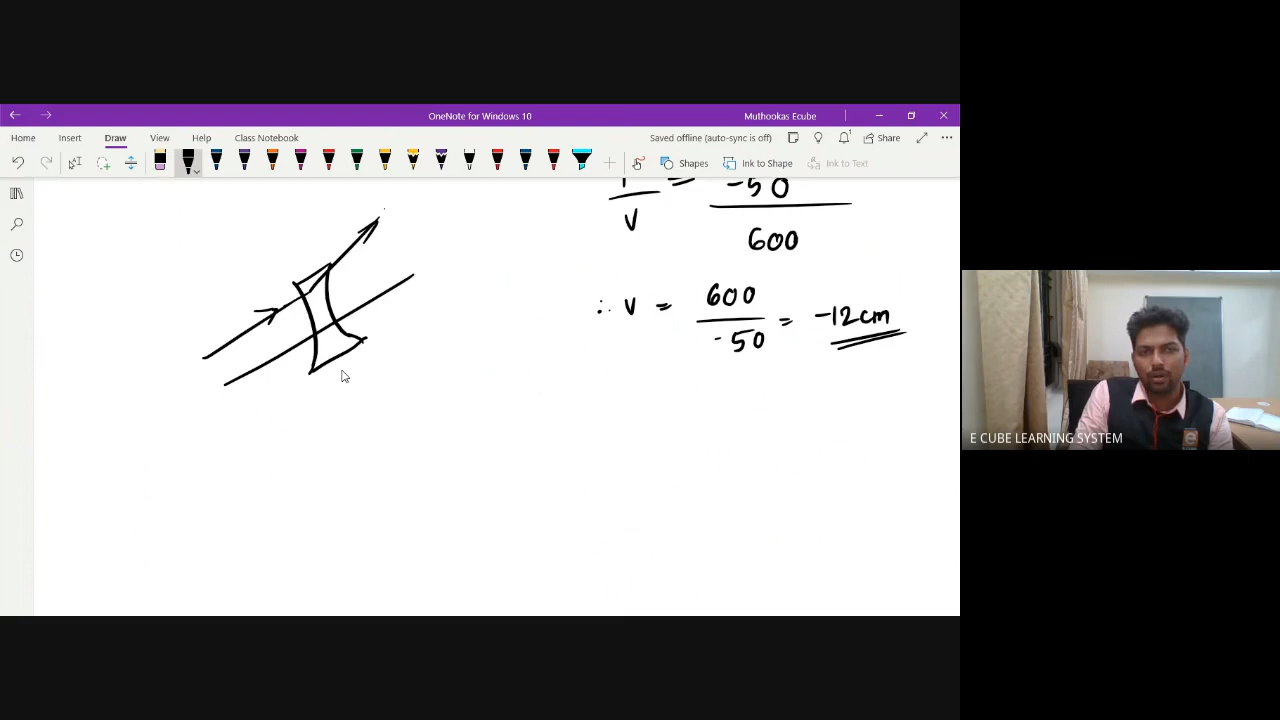 OneNote for Windows 10
Muthookas Ecube
Home Insert Draw View Help Class Notebook
Saved offline (auto-sync is off)
1 Share
Shapes Ink to Shape Ink to Text
v = -50
600
∴ v = 600 = -12cm
-50
E CUBE LEARNING SYSTEM